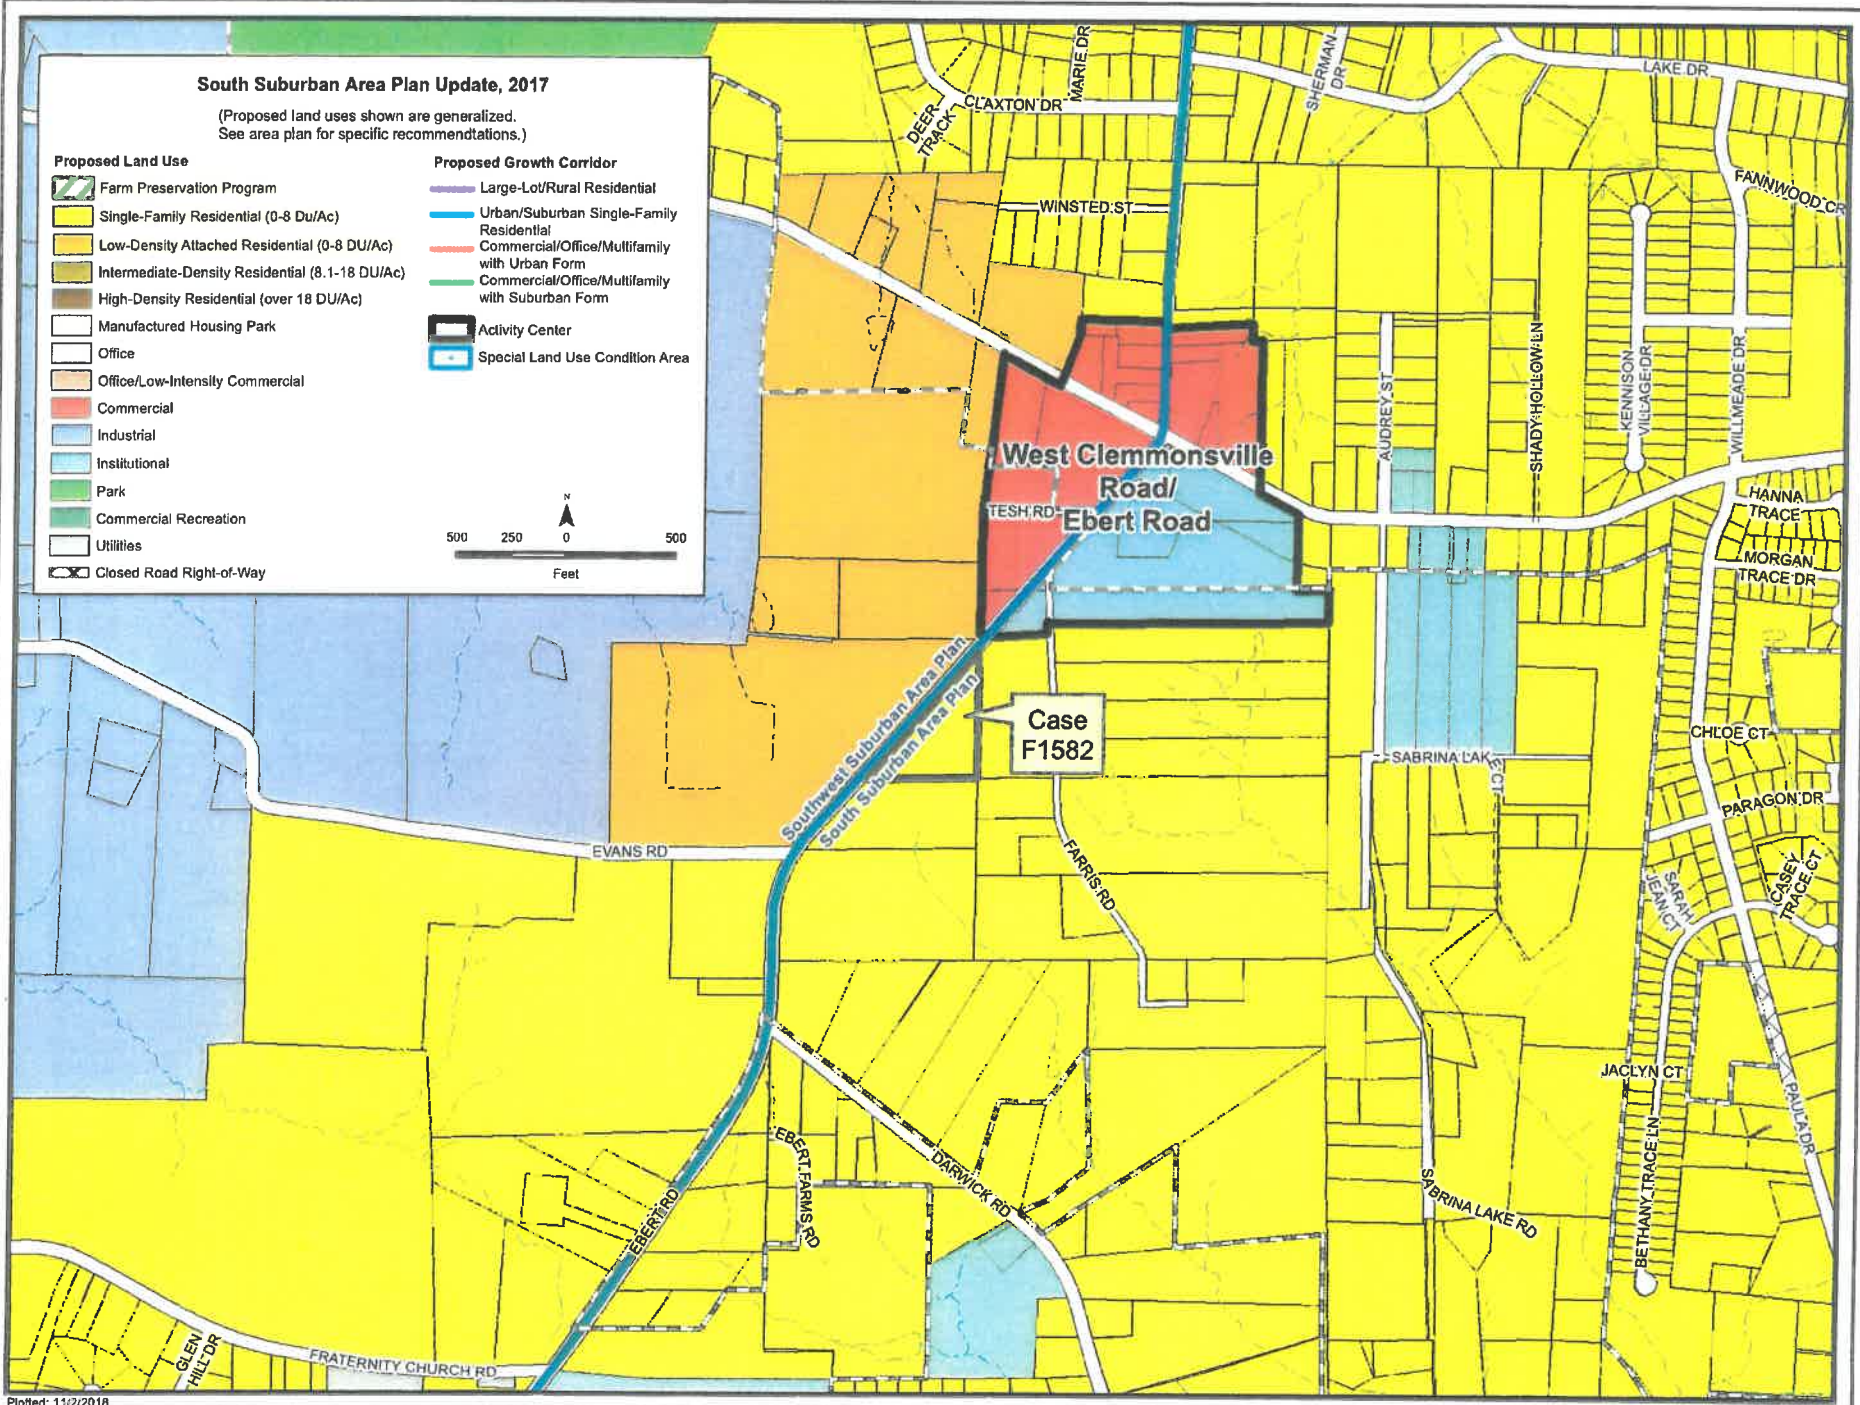 South Suburban Area Plan Update, 2017
(Proposed land uses shown are generalized.
See area plan for specific recommendtations.)
Proposed Land Use
Farm Preservation Program
Single-Family Residential (0-8 Du/Ac)
Low-Density Attached Residential (0-8 DU/Ac)
Intermediate-Density Residential (8.1-18 DU/Ac)
High-Density Residential (over 18 DU/Ac)
Manufactured Housing Park
Office
Office/Low-Intensity Commercial
Commercial
Industrial
Institutional
Park
Commercial Recreation
Utilities
Closed Road Right-of-Way
Proposed Growth Corridor
Large-Lot/Rural Residential
Urban/Suburban Single-Family
Residential
Commercial/Office/Multifamily
with Urban Form
Commercial/Office/Multifamily
with Suburban Form
Activity Center
Special Land Use Condition Area
N
500 250 0 500
Feet
DEER
TRACK
CLAXTON DR
MARIE DR
SHERMAN
DR
LAKE DR
FANNWOOD CR
WINSTED ST
AUDREY ST
SHADY HOLLOW LN
KENNISON
VILLAGE DR
WILLMEADE DR
West Clemmonsville
Road/
Ebert Road
TESH RD
HANNA
TRACE
MORGAN
TRACE DR
Southwest Suburban Area Plan
South Suburban Area Plan
Case
F1582
CHLOE CT
SABRINA LAKE CT
PARAGON DR
EVANS RD
FARRIS RD
SARAH
JEAN CT
CASEY
TRACE CT
JACLYN CT
PAULA DR
EBERT FARMS RD
DARWICK RD
SABRINA LAKE RD
BETHANY TRACE LN
EBERT RD
GLEN
HILL DR
FRATERNITY CHURCH RD
Plotted: 11/2/2018